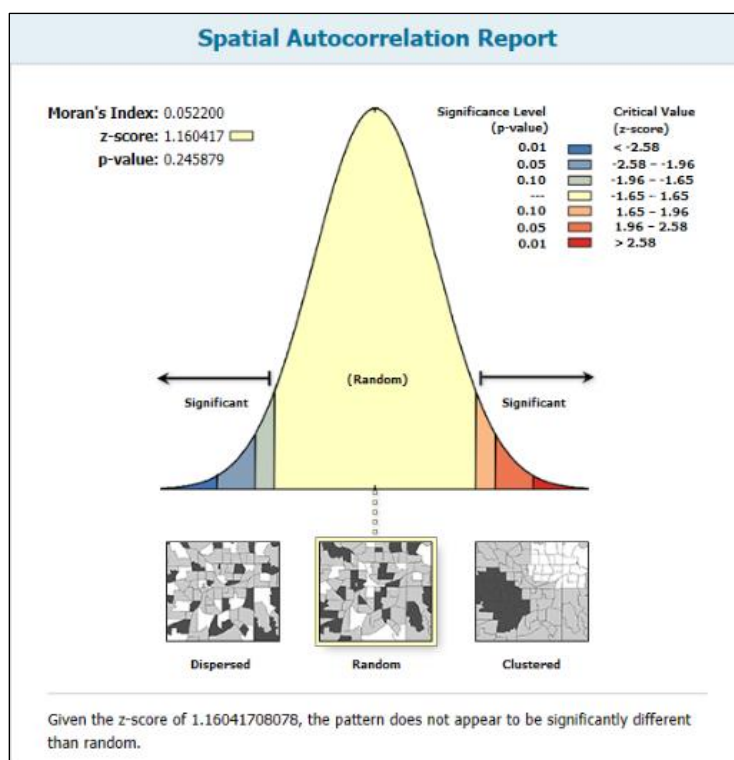 Spatial Autocorrelation Report
Moran's Index: 0.052200
z-score: 1.160417
p-value: 0.245879
Significance Level Critical Value
(p-value) (z-score)
0.01 < -2.58
0.05 -2.58 – -1.96
0.10 -1.96 – -1.65
--- -1.65 – 1.65
0.10 1.65 – 1.96
0.05 1.96 – 2.58
0.01 > 2.58
(Random)
Significant Significant
Dispersed Random Clustered
Given the z-score of 1.16041708078, the pattern does not appear to be significantly different
than random.